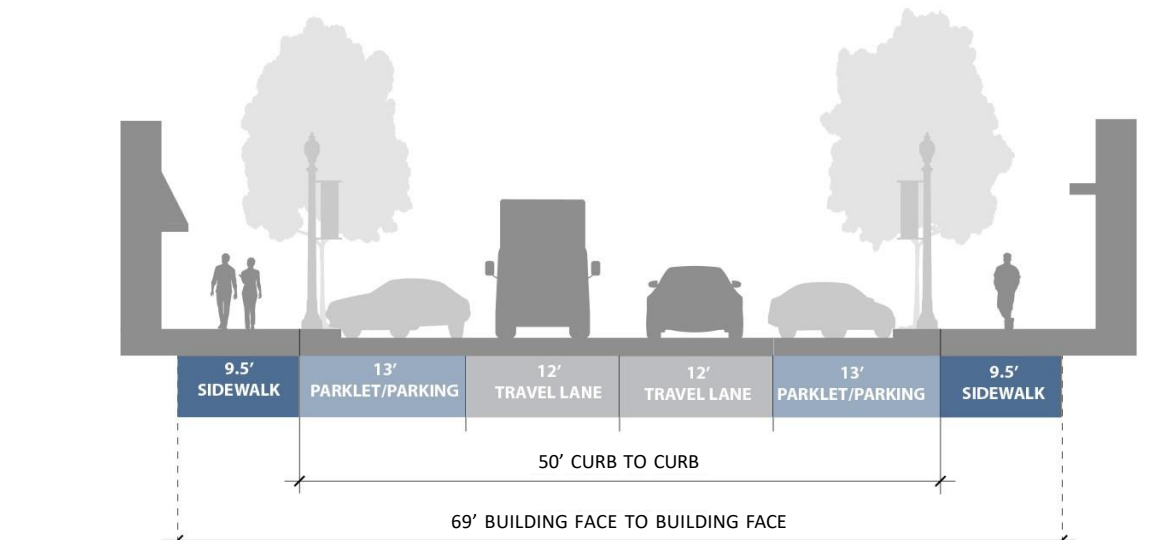 9.5’
SIDEWALK
13’
PARKLET/PARKING
12’
TRAVEL LANE
12’
TRAVEL LANE
13’
PARKLET/PARKING
9.5’
SIDEWALK
50’ CURB TO CURB
69’ BUILDING FACE TO BUILDING FACE